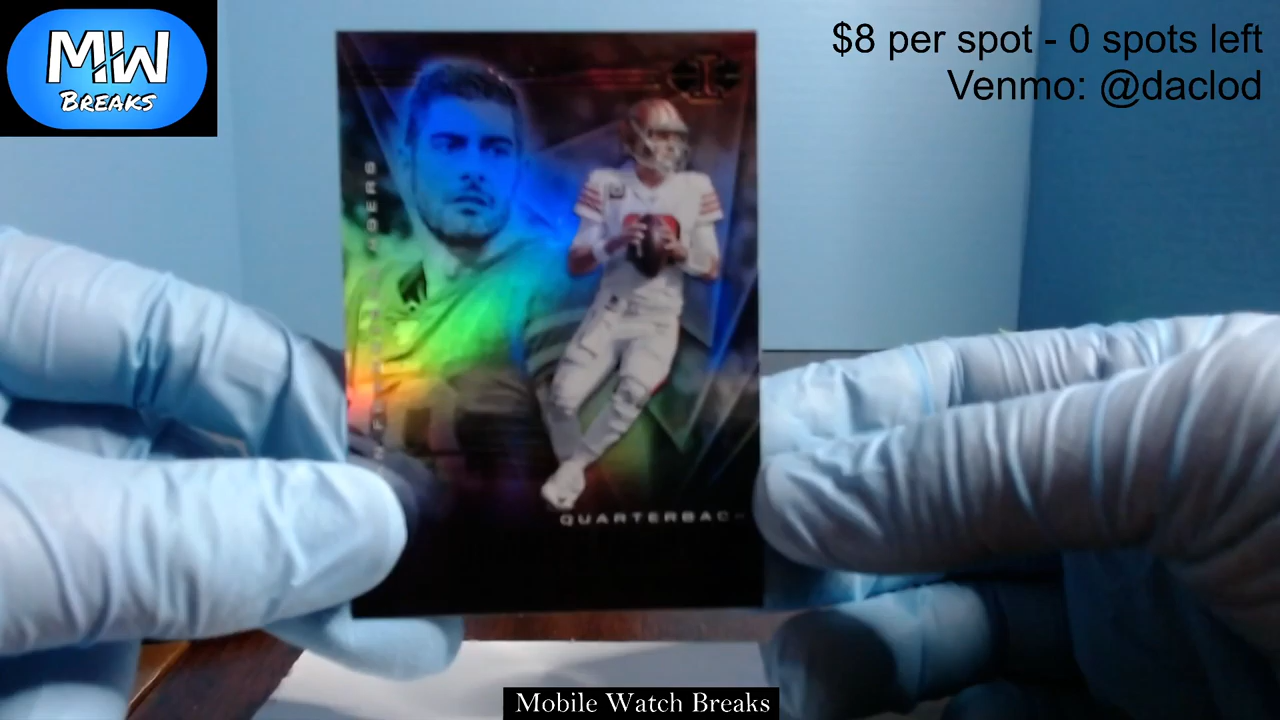 MW
BREAKS
$8 per spot - 0 spots left
Venmo: @daclod
QUARTERBACK
Mobile Watch Breaks